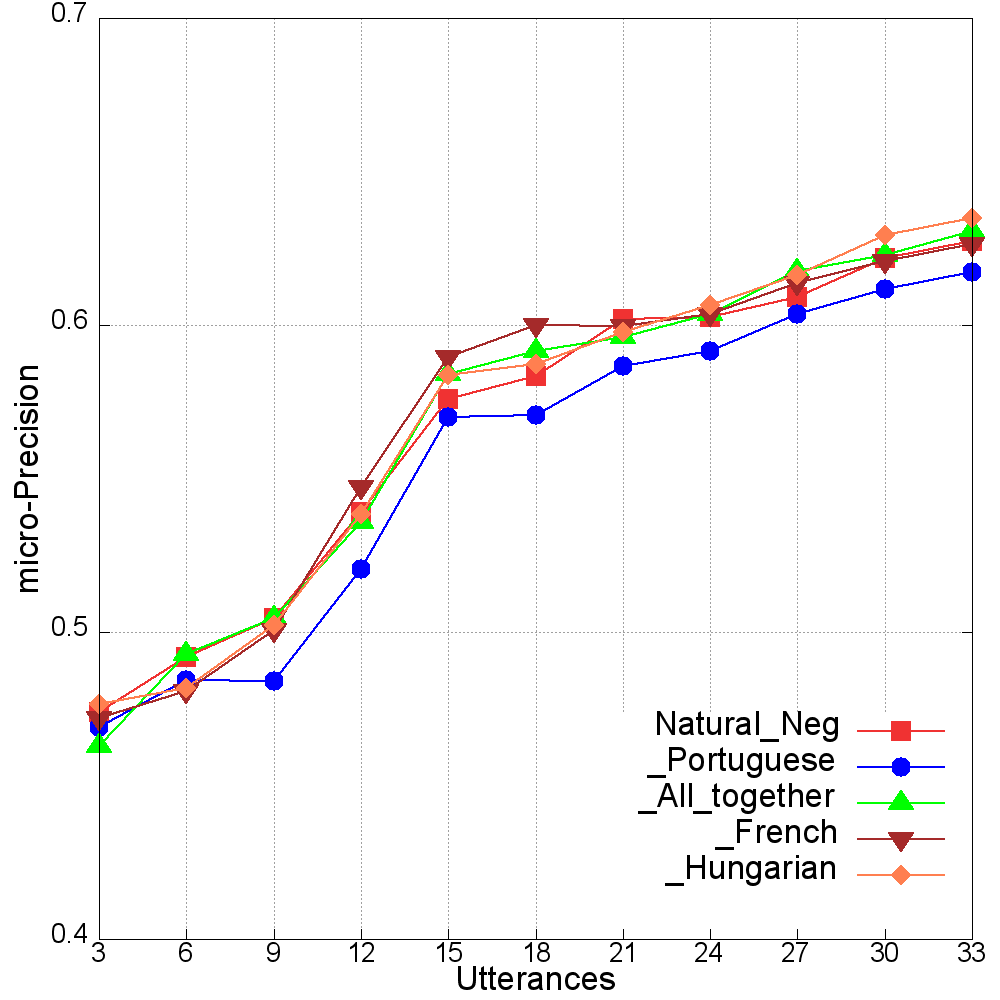 0.7
0.6
0.5
0.4
micro-Precision
Natural_Neg
_Portuguese
_All_together
_French
_Hungarian
3 6 9 12 15 18 21 24 27 30 33
Utterances